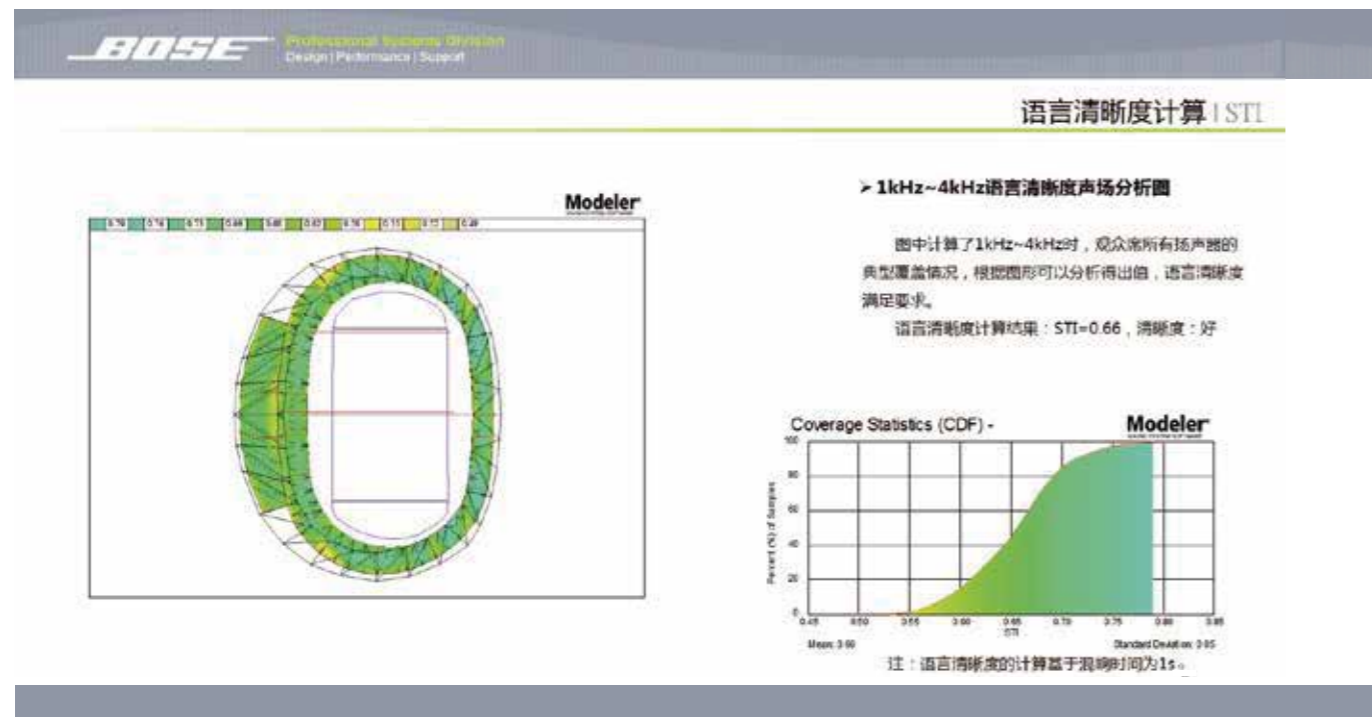 BOSE
Professional Systems Division
Design | Performance | Support
语言清晰度计算 | STI
Modeler
➢ 1kHz~4kHz语言清晰度声场分析图
图中计算了1kHz~4kHz时，观众席所有扬声器的
典型覆盖情况，根据图形可以分析得出值，语言清晰度
满足要求。
语言清晰度计算结果：STI=0.66，清晰度：好
Coverage Statistics (CDF) -
Modeler
Percent (%) of Samples
100
80
60
40
20
0
0.45 0.50 0.55 0.60 0.65 0.70 0.75 0.80 0.85
STI
Mean: 0.66
Standard Deviation: 0.05
注：语言清晰度的计算基于混响时间为1s。